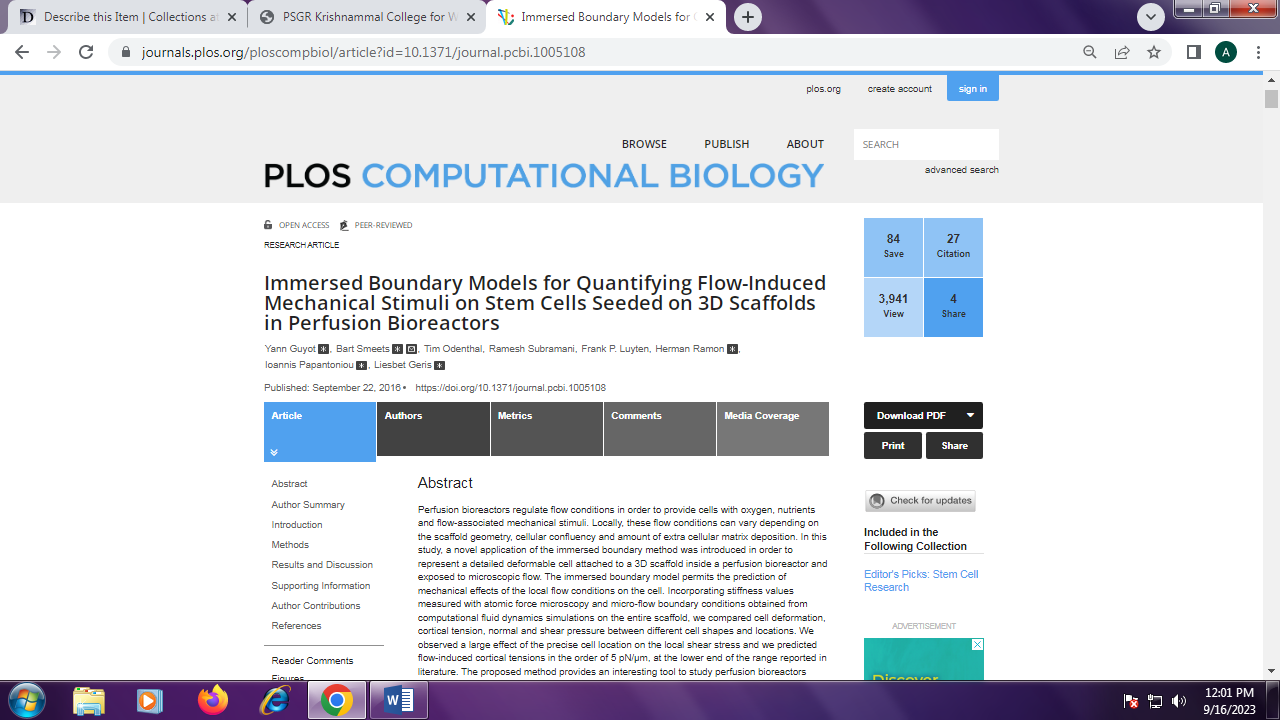 Describe this Item | Collections at
PSGR Krishnammal College for W
Immersed Boundary Models for
journals.plos.org/ploscompbiol/article?id=10.1371/journal.pcbi.1005108
A
plos.org create account sign in
BROWSE PUBLISH ABOUT SEARCH
advanced search
PLOS COMPUTATIONAL BIOLOGY
OPEN ACCESS PEER-REVIEWED
RESEARCH ARTICLE
84 Save
27 Citation
3,941 View
4 Share
Immersed Boundary Models for Quantifying Flow-Induced
Mechanical Stimuli on Stem Cells Seeded on 3D Scaffolds
in Perfusion Bioreactors
Yann Guyot, Bart Smeets, Tim Odenthal, Ramesh Subramani, Frank P. Luyten, Herman Ramon,
Ioannis Papantoniou, Liesbet Geris
Published: September 22, 2016 • https://doi.org/10.1371/journal.pcbi.1005108
Article Authors Metrics Comments Media Coverage
Download PDF
Print Share
Abstract
Author Summary
Introduction
Methods
Results and Discussion
Supporting Information
Author Contributions
References
Reader Comments
Figures
Abstract
Perfusion bioreactors regulate flow conditions in order to provide cells with oxygen, nutrients
and flow-associated mechanical stimuli. Locally, these flow conditions can vary depending on
the scaffold geometry, cellular confluency and amount of extra cellular matrix deposition. In this
study, a novel application of the immersed boundary method was introduced in order to
represent a detailed deformable cell attached to a 3D scaffold inside a perfusion bioreactor and
exposed to microscopic flow. The immersed boundary model permits the prediction of
mechanical effects of the local flow conditions on the cell. Incorporating stiffness values
measured with atomic force microscopy and micro-flow boundary conditions obtained from
computational fluid dynamics simulations on the entire scaffold, we compared cell deformation,
cortical tension, normal and shear pressure between different cell shapes and locations. We
observed a large effect of the precise cell location on the local shear stress and we predicted
flow-induced cortical tensions in the order of 5 pN/μm, at the lower end of the range reported in
literature. The proposed method provides an interesting tool to study perfusion bioreactors
Check for updates
Included in the
Following Collection
Editor's Picks: Stem Cell
Research
ADVERTISEMENT
Discover
12:01 PM
9/16/2023